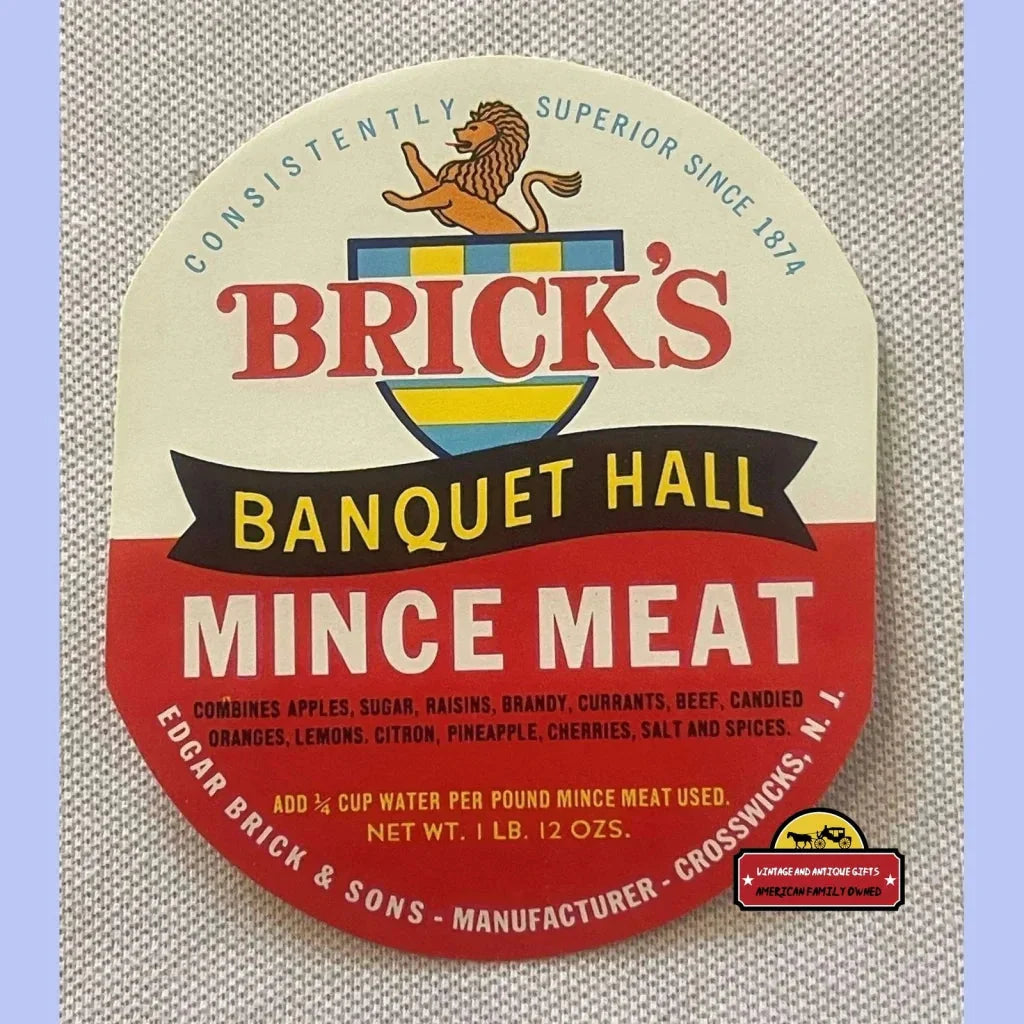 CONSISTENTLY SUPERIOR SINCE 1874
BRICK'S
BANQUET HALL
MINCE MEAT
COMBINES APPLES, SUGAR, RAISINS, BRANDY, CURRANTS, BEEF, CANDIED
ORANGES, LEMONS. CITRON, PINEAPPLE, CHERRIES, SALT AND SPICES.
ADD ¼ CUP WATER PER POUND MINCE MEAT USED.
NET WT. 1 LB. 12 OZS.
EDGAR BRICK & SONS - MANUFACTURER - CROSSWICKS, N. J.
VINTAGE AND ANTIQUE GIFTS
AMERICAN FAMILY OWNED